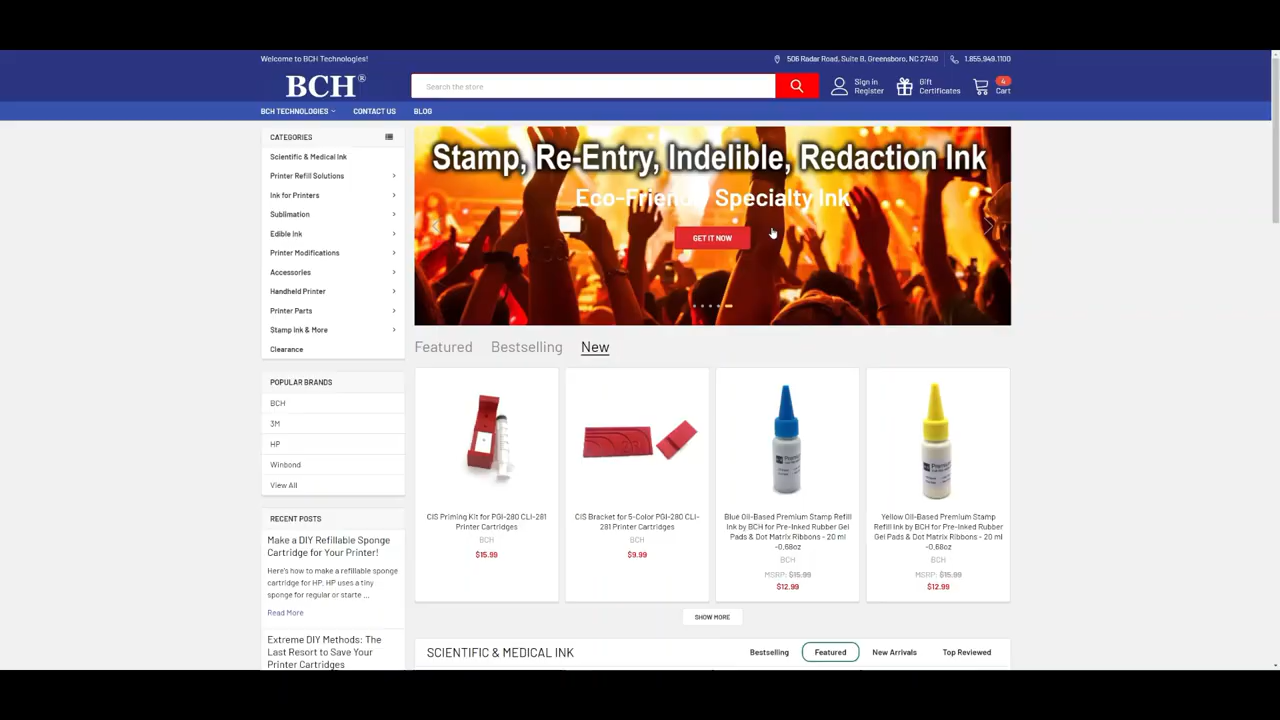 Welcome to BCH Technologies!
506 Radar Road, Suite B, Greensboro, NC 27410
1.855.949.1100
BCH®
Search the store
Sign in
Register
Gift
Certificates
4
Cart
BCH TECHNOLOGIES
CONTACT US
BLOG
CATEGORIES
Scientific & Medical Ink
Printer Refill Solutions
Ink for Printers
Sublimation
Edible Ink
Printer Modifications
Accessories
Handheld Printer
Printer Parts
Stamp Ink & More
Clearance
POPULAR BRANDS
BCH
3M
HP
Winbond
View All
RECENT POSTS
Make a DIY Refillable Sponge
Cartridge for Your Printer!
Here's how to make a refillable sponge
cartridge for HP. HP uses a tiny
sponge for regular or starte ...
Read More
Extreme DIY Methods: The
Last Resort to Save Your
Printer Cartridges
Stamp, Re-Entry, Indelible, Redaction Ink
Eco-Friendly Specialty Ink
GET IT NOW
Featured
Bestselling
New
CIS Priming Kit for PGI-280 CLI-281
Printer Cartridges
BCH
$15.99
CIS Bracket for 5-Color PGI-280 CLI-
281 Printer Cartridges
BCH
$9.99
Blue Oil-Based Premium Stamp Refill
Ink by BCH for Pre-Inked Rubber Gel
Pads & Dot Matrix Ribbons - 20 ml
-0.68oz
BCH
MSRP: $15.99
$12.99
Yellow Oil-Based Premium Stamp
Refill Ink by BCH for Pre-Inked Rubber
Gel Pads & Dot Matrix Ribbons - 20 ml
-0.68oz
BCH
MSRP: $15.99
$12.99
SHOW MORE
SCIENTIFIC & MEDICAL INK
Bestselling
Featured
New Arrivals
Top Reviewed